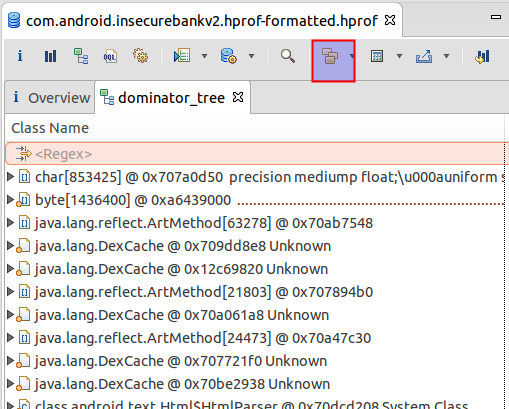 com.android.insecurebankv2.hprof-formatted.hprof
i OQL
i Overview dominator_tree
Class Name
<Regex>
char[853425] @ 0x707a0d50 precision mediump float;\u000auniform s
byte[1436400] @ 0xa6439000 ....................................................
java.lang.reflect.ArtMethod[63278] @ 0x70ab7548
java.lang.DexCache @ 0x709dd8e8 Unknown
java.lang.DexCache @ 0x12c69820 Unknown
java.lang.reflect.ArtMethod[21803] @ 0x707894b0
java.lang.DexCache @ 0x70a061a8 Unknown
java.lang.reflect.ArtMethod[24473] @ 0x70a47c30
java.lang.DexCache @ 0x707721f0 Unknown
java.lang.DexCache @ 0x70be2938 Unknown
class android.text.Html$HtmlParser @ 0x70dcd208 System Class